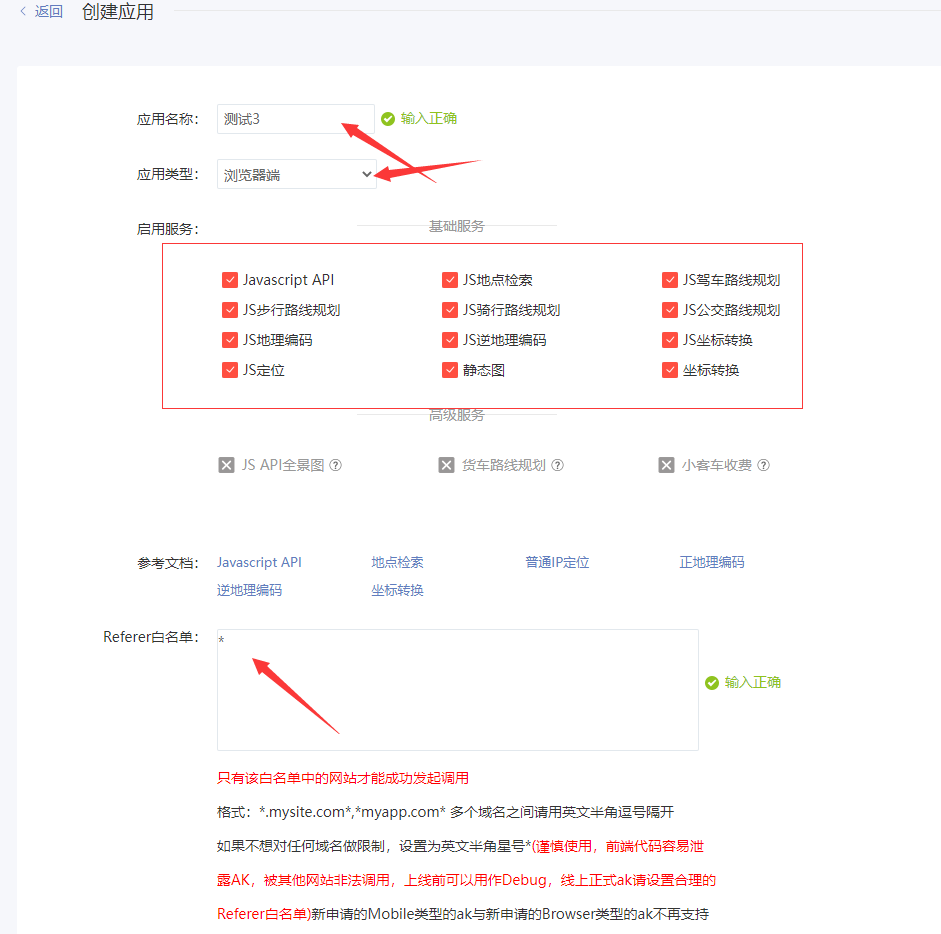 返回 创建应用
应用名称： 测试3 输入正确
应用类型： 浏览器端
启用服务： 基础服务
Javascript API JS地点检索 JS驾车路线规划
JS步行路线规划 JS骑行路线规划 JS公交路线规划
JS地理编码 JS逆地理编码 JS坐标转换
JS定位 静态图 坐标转换
高级服务
JS API全景图 ? 货车路线规划 ? 小客车收费 ?
参考文档： Javascript API 地点检索 普通IP定位 正地理编码
逆地理编码 坐标转换
Referer白名单： *
输入正确
只有该白名单中的网站才能成功发起调用
格式：*.mysite.com*,*myapp.com* 多个域名之间请用英文半角逗号隔开
如果不想对任何域名做限制，设置为英文半角星号*(谨慎使用，前端代码容易泄
露AK，被其他网站非法调用，上线前可以用作Debug，线上正式ak请设置合理的
Referer白名单)新申请的Mobile类型的ak与新申请的Browser类型的ak不再支持